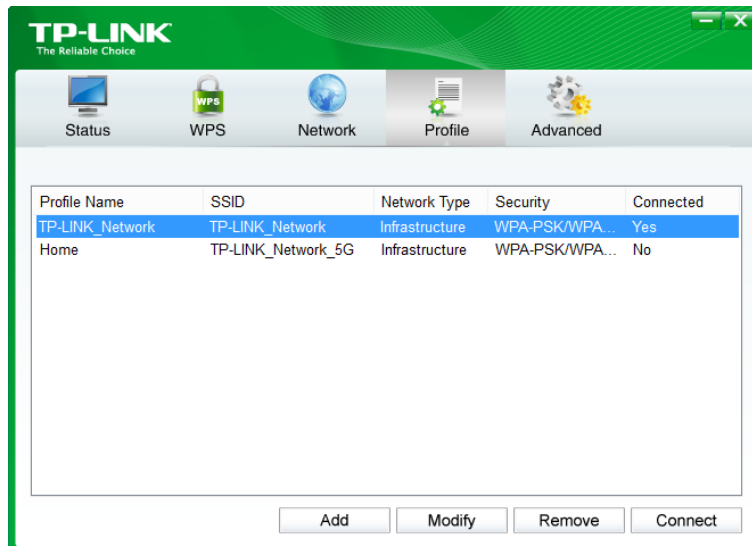 TP-LINK
The Reliable Choice
WPS
Status WPS Network Profile Advanced
Profile Name SSID Network Type Security Connected
TP-LINK_Network TP-LINK_Network Infrastructure WPA-PSK/WPA... Yes
Home TP-LINK_Network_5G Infrastructure WPA-PSK/WPA... No
Add Modify Remove Connect